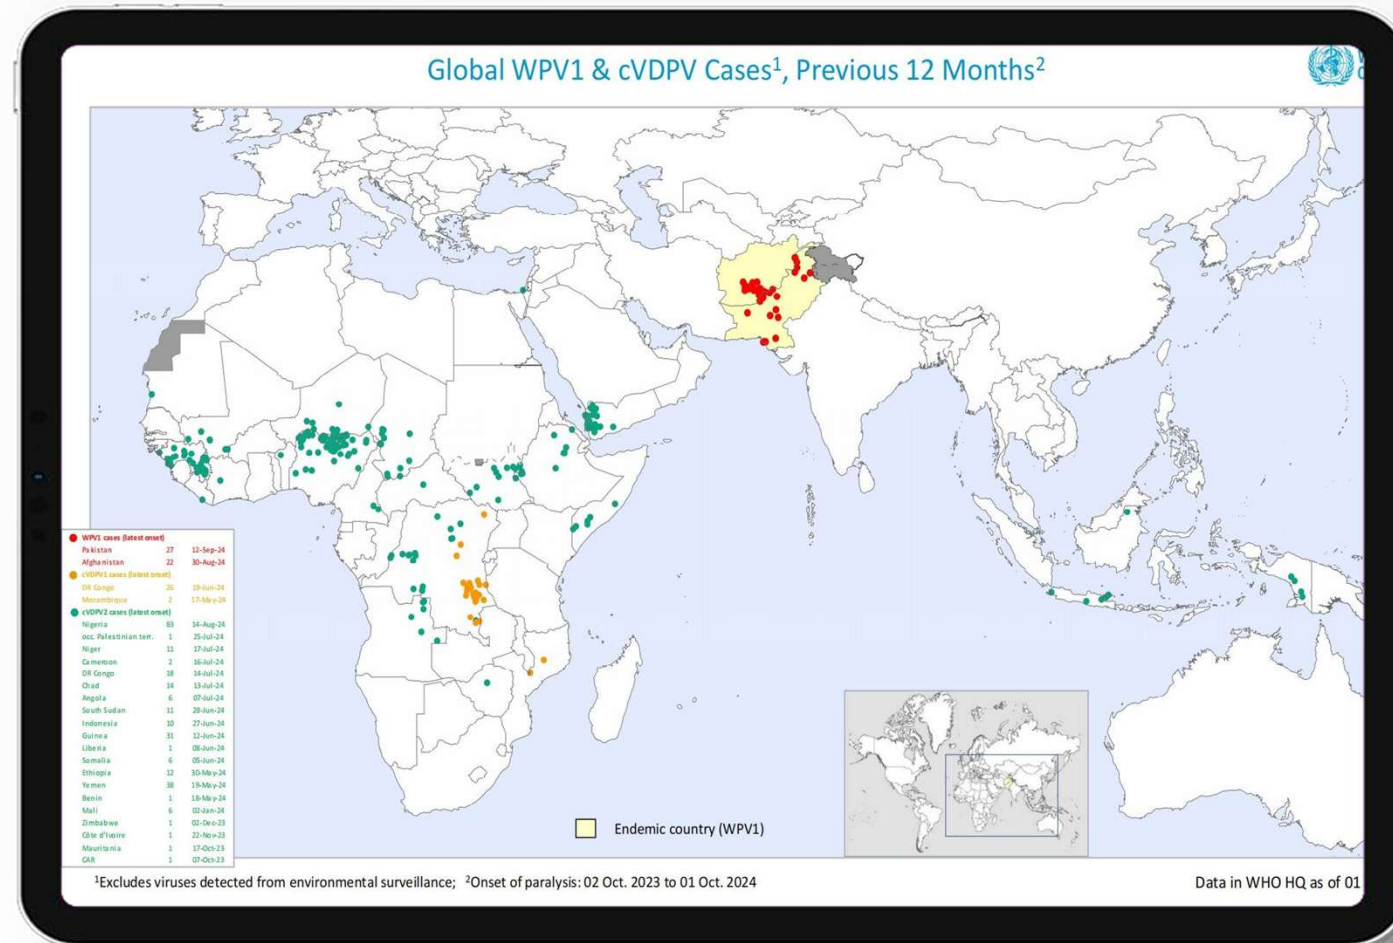 Global WPV1 & cVDPV Cases¹, Previous 12 Months²
WPV1 cases (latest onset)
Pakistan 27 12-Sep-24
Afghanistan 22 30-Aug-24
cVDPV1 cases (latest onset)
DR Congo 26 19-Jun-24
Mozambique 2 17-May-24
cVDPV2 cases (latest onset)
Nigeria 83 14-Aug-24
occ. Palestinian terr. 1 25-Jul-24
Niger 11 17-Jul-24
Cameroon 2 16-Jul-24
DR Congo 18 14-Jul-24
Chad 14 13-Jul-24
Angola 6 07-Jul-24
South Sudan 11 28-Jun-24
Indonesia 10 27-Jun-24
Guinea 31 12-Jun-24
Liberia 1 08-Jun-24
Somalia 6 05-Jun-24
Ethiopia 12 30-May-24
Yemen 38 19-May-24
Benin 1 18-May-24
Mali 6 02-Jan-24
Zimbabwe 1 02-Dec-23
Côte d'Ivoire 1 22-Nov-23
Mauritania 1 17-Oct-23
CAR 1 07-Oct-23
Endemic country (WPV1)
¹Excludes viruses detected from environmental surveillance; ²Onset of paralysis: 02 Oct. 2023 to 01 Oct. 2024
Data in WHO HQ as of 01